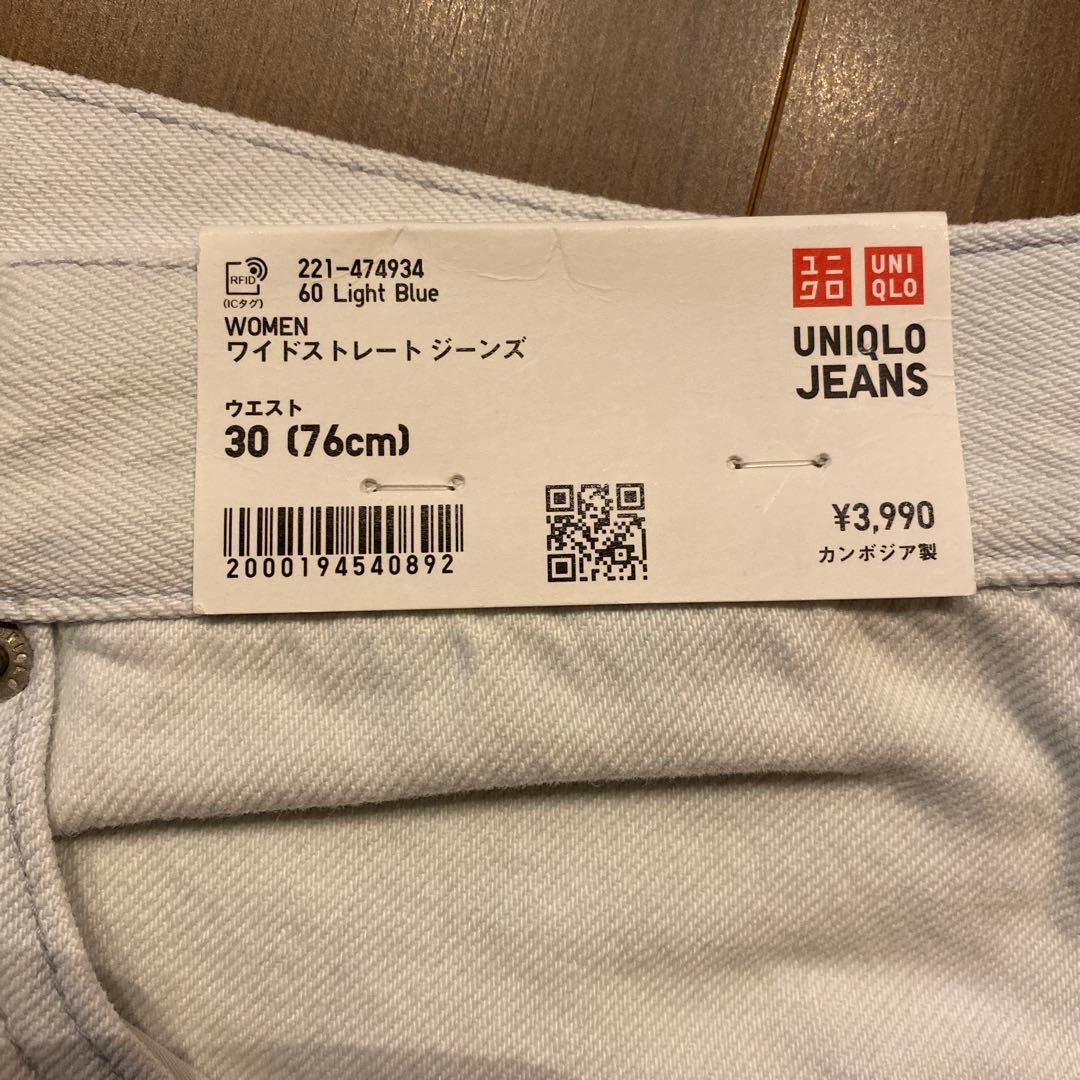 RFID
(ICタグ)
221-474934
60 Light Blue
WOMEN
ワイドストレート ジーンズ
ウエスト
30 (76cm)
2000194540892
ユニ
クロ
UNI
QLO
UNIQLO
JEANS
¥3,990
カンボジア製